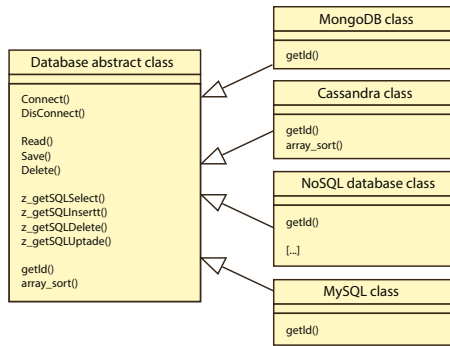 Database abstract class
Connect()
DisConnect()
Read()
Save()
Delete()
z_getSQLSelect()
z_getSQLInsertt()
z_getSQLDelete()
z_getSQLUptade()
getId()
array_sort()
MongoDB class
getId()
Cassandra class
getId()
array_sort()
NoSQL database class
getId()
[...]
MySQL class
getId()